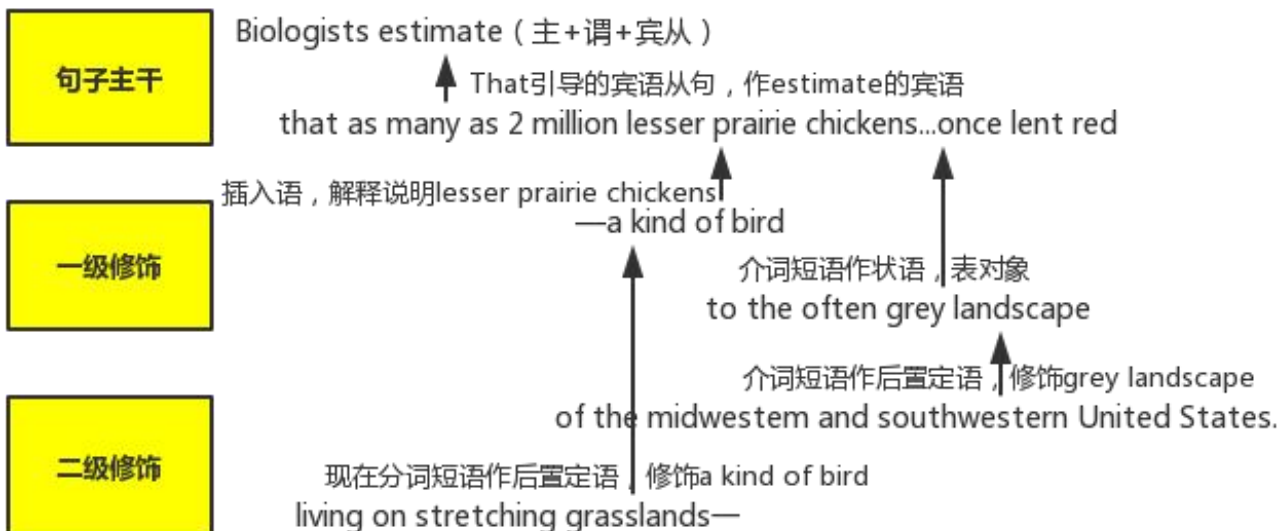 句子主干
Biologists estimate（主+谓+宾从）
That引导的宾语从句，作estimate的宾语
that as many as 2 million lesser prairie chickens...once lent red
一级修饰
插入语，解释说明lesser prairie chickens
—a kind of bird
介词短语作状语，表对象
to the often grey landscape
介词短语作后置定语，修饰grey landscape
of the midwestem and southwestern United States.
二级修饰
现在分词短语作后置定语，修饰a kind of bird
living on stretching grasslands—